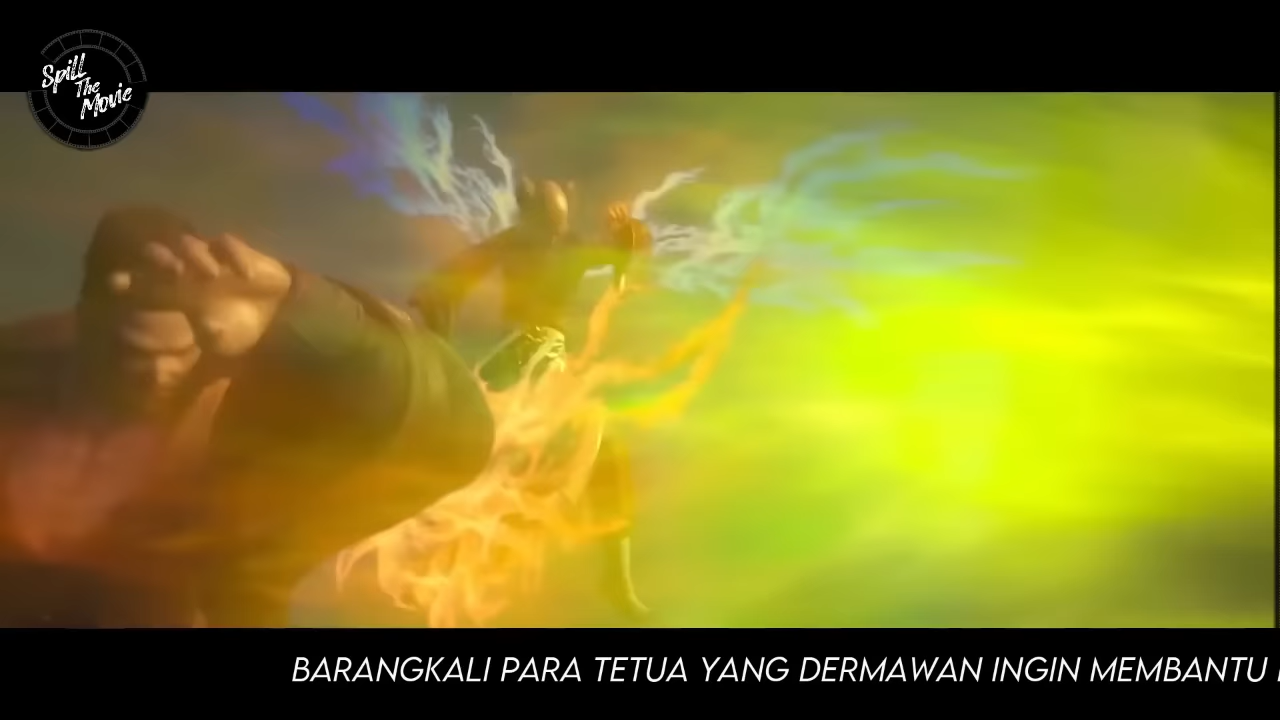 Spill
The
Movie
BARANGKALI PARA TETUA YANG DERMAWAN INGIN MEMBANTU